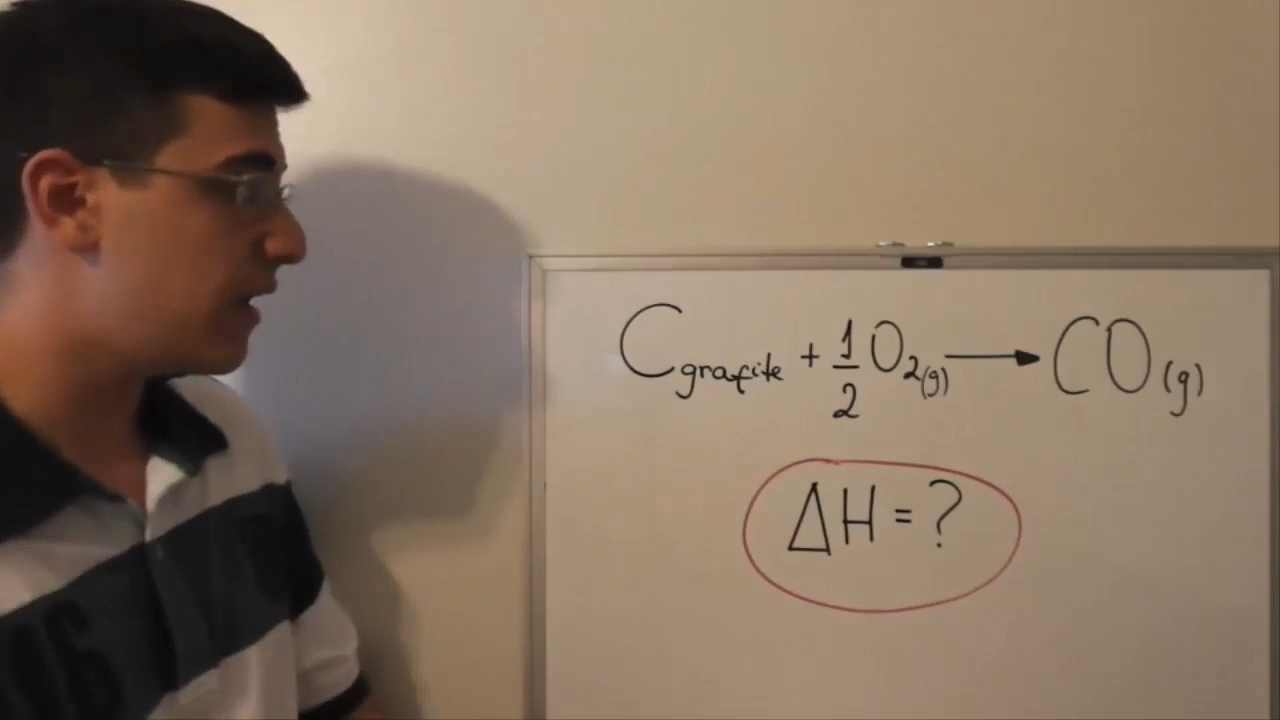 C grafite + 1/2 O₂(g) → CO(g)
ΔH = ?